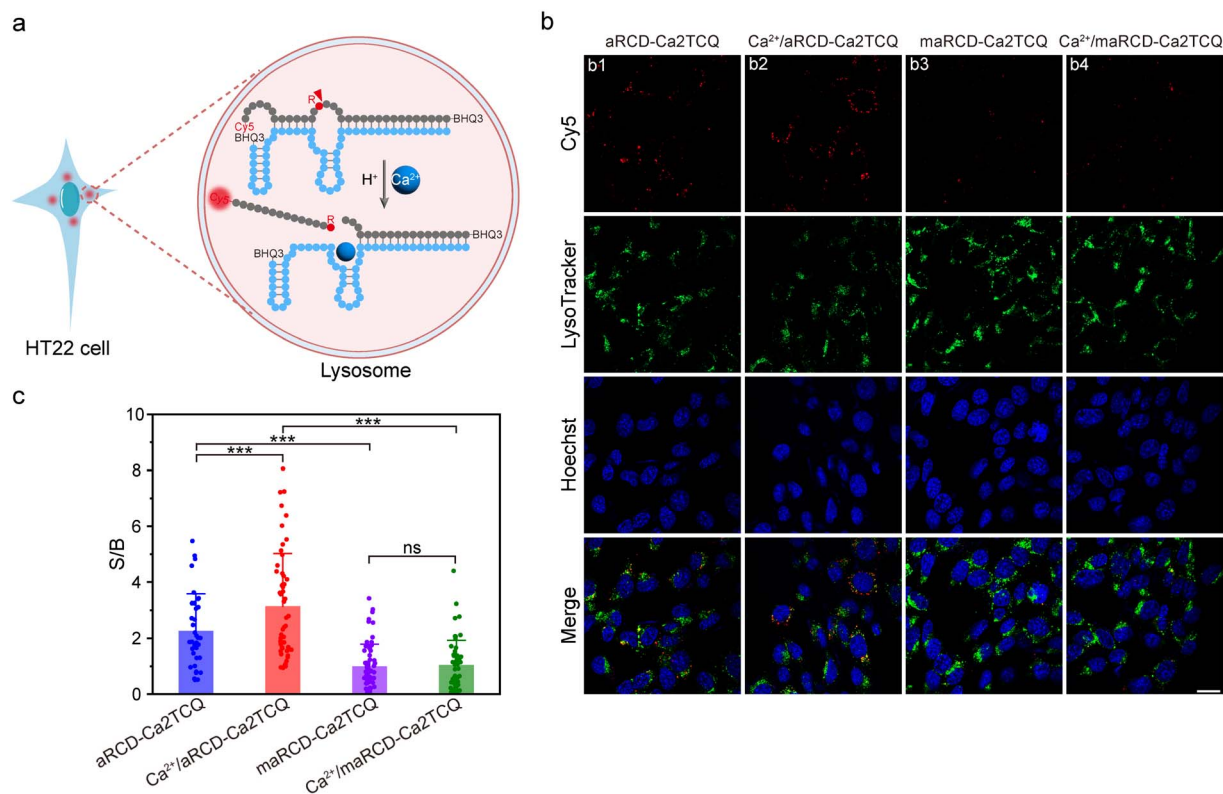 a
R
Cy5
BHQ3
BHQ3
H⁺
Ca²⁺
Cy5
R
BHQ3
BHQ3
HT22 cell
Lysosome
b
aRCD-Ca2TCQ
Ca²⁺/aRCD-Ca2TCQ
maRCD-Ca2TCQ
Ca²⁺/maRCD-Ca2TCQ
b1
b2
b3
b4
Cy5
LysoTracker
Hoechst
Merge
c
S/B
10
8
6
4
2
0
***
***
***
ns
aRCD-Ca2TCQ
Ca²⁺/aRCD-Ca2TCQ
maRCD-Ca2TCQ
Ca²⁺/maRCD-Ca2TCQ